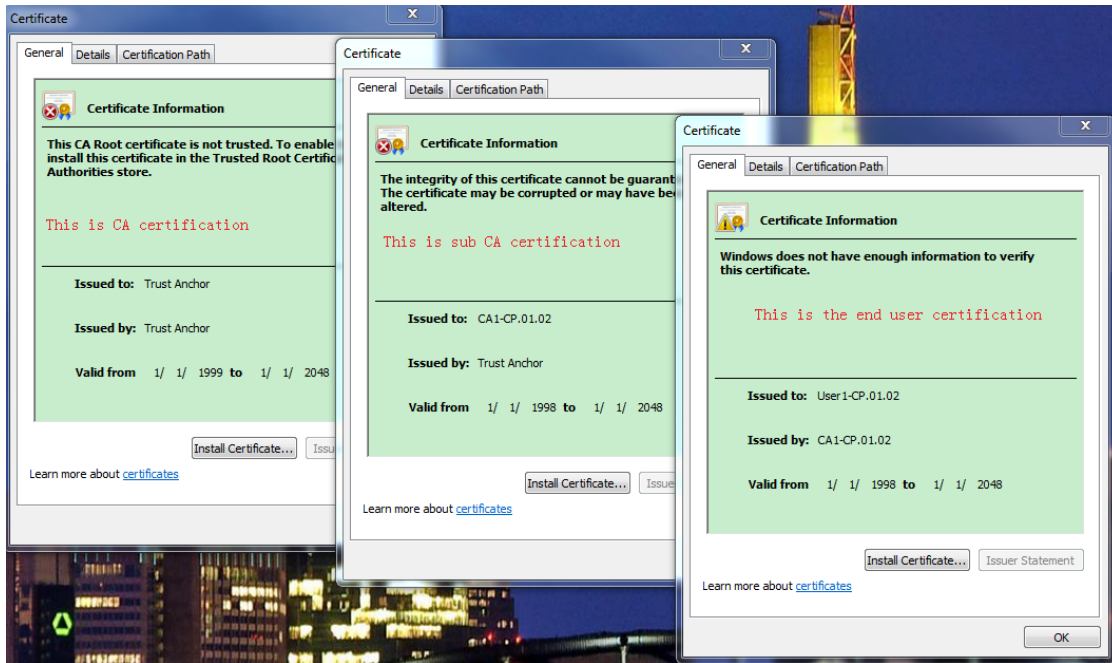 Certificate
X
General Details Certification Path
Certificate Information
This CA Root certificate is not trusted. To enable
install this certificate in the Trusted Root
Authorities store.
This is CA certification
Issued to: Trust Anchor
Issued by: Trust Anchor
Valid from 1/ 1/ 1999 to 1/ 1/ 2048
Install Certificate...
Learn more about certificates
Certificate
X
General Details Certification Path
Certificate Information
The integrity of this certificate cannot be
The certificate may be corrupted or may have
altered.
This is sub CA certification
Issued to: CA1-CP.01.02
Issued by: Trust Anchor
Valid from 1/ 1/ 1998 to 1/ 1/ 2048
Install Certificate...
Learn more about certificates
Certificate
X
General Details Certification Path
Certificate Information
Windows does not have enough information to verify
this certificate.
This is the end user certification
Issued to: User1-CP.01.02
Issued by: CA1-CP.01.02
Valid from 1/ 1/ 1998 to 1/ 1/ 2048
Install Certificate... Issuer Statement
Learn more about certificates
OK